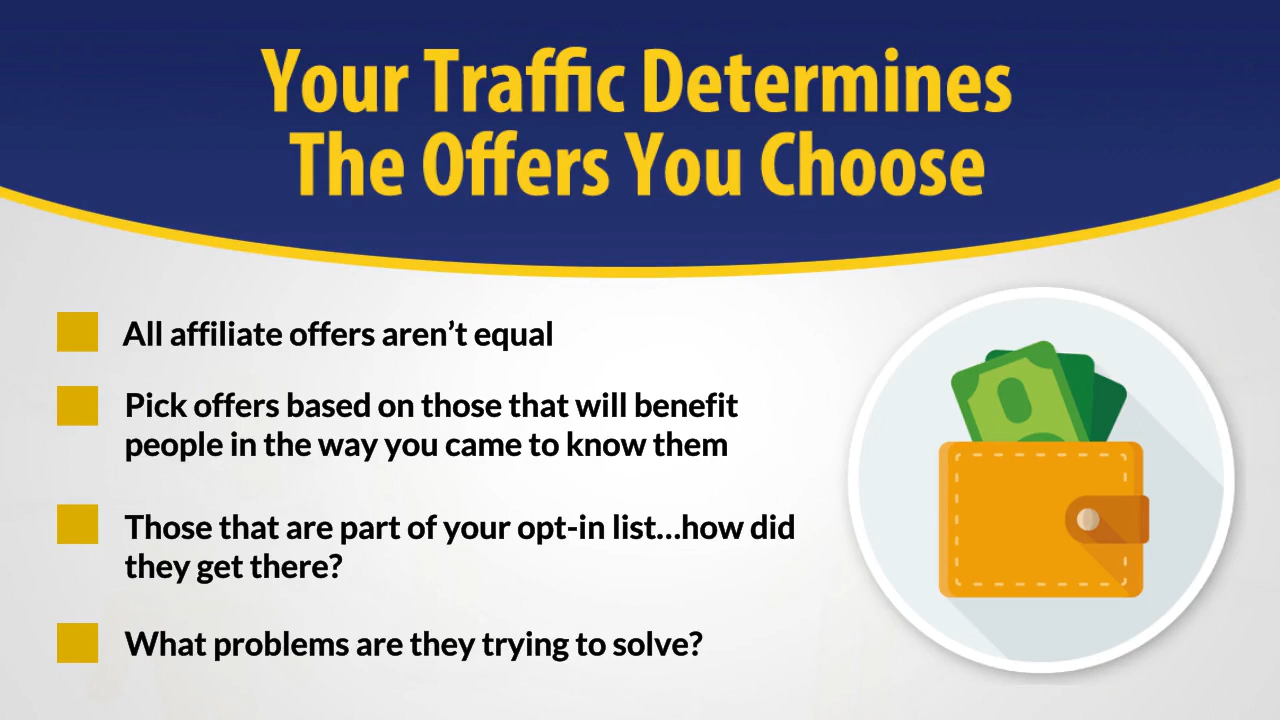 Your Traffic Determines
The Offers You Choose
All affiliate offers aren’t equal
Pick offers based on those that will benefit
people in the way you came to know them
Those that are part of your opt-in list...how did
they get there?
What problems are they trying to solve?